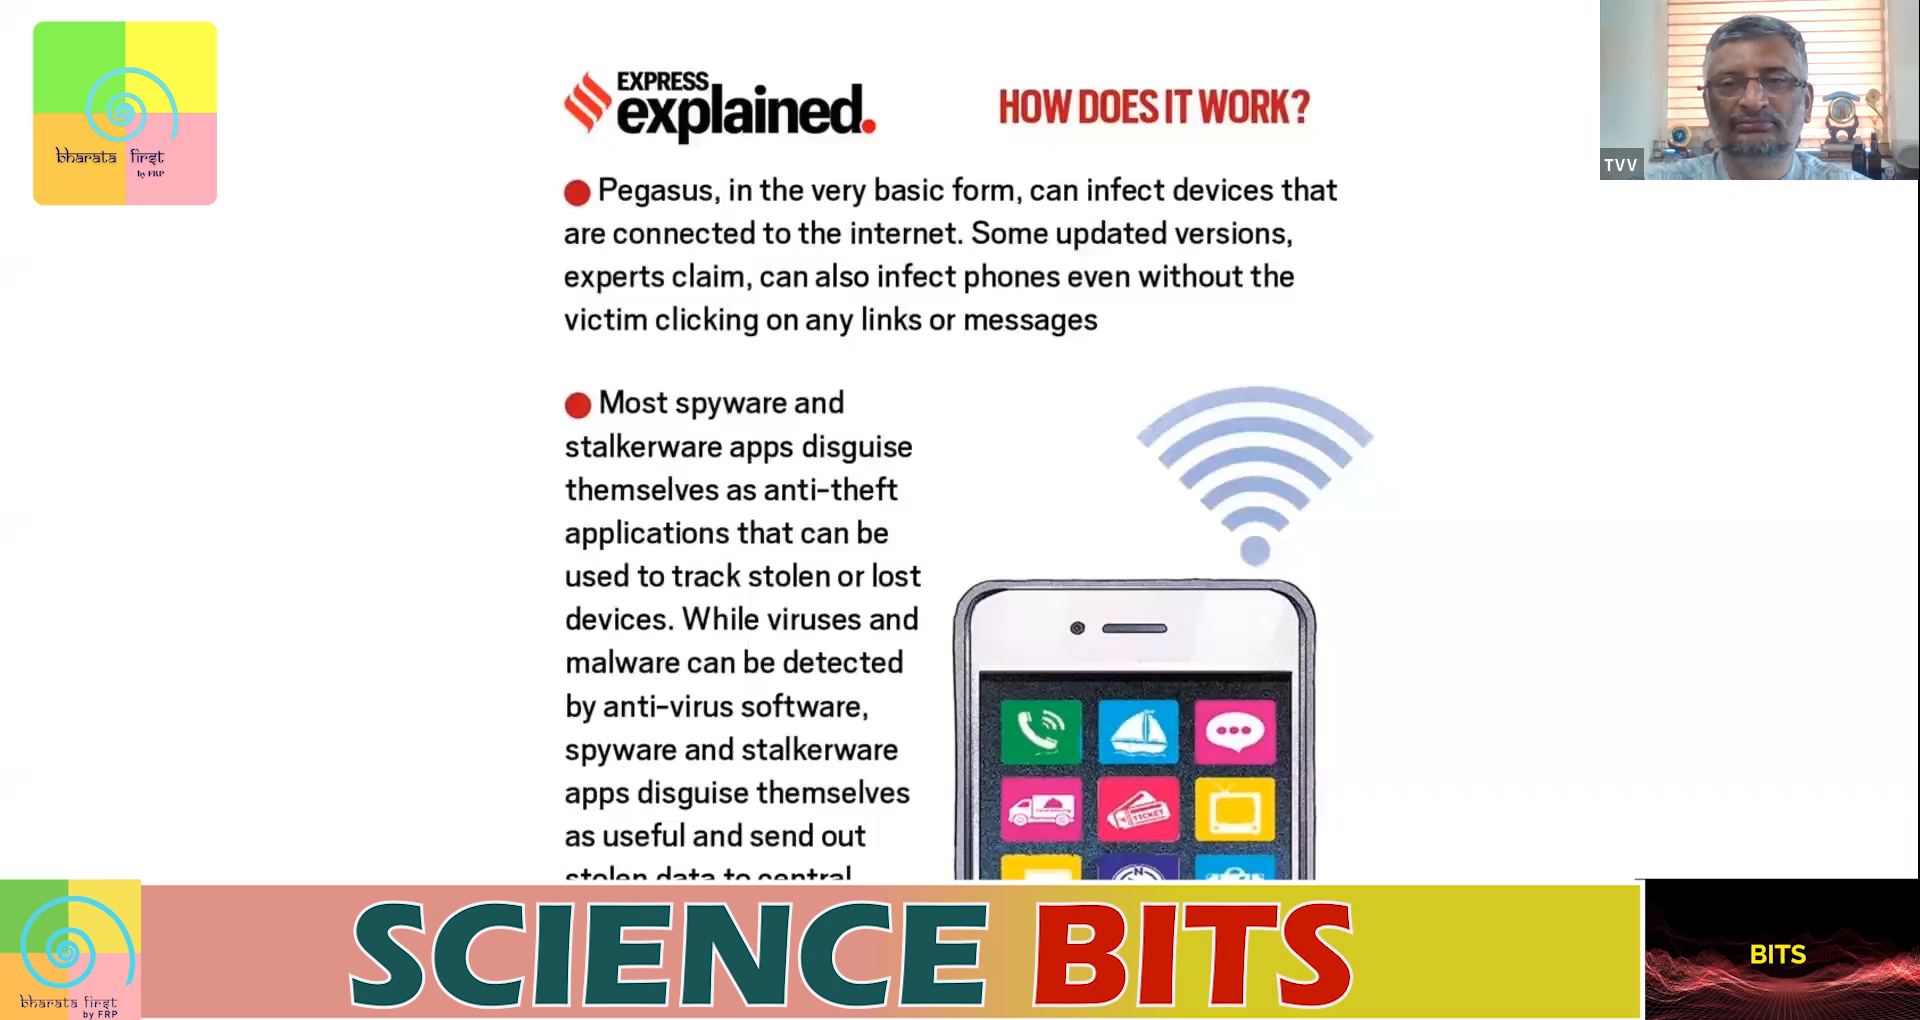 EXPRESS
explained.
HOW DOES IT WORK?
bharata first
by FRP
TVV
Pegasus, in the very basic form, can infect devices that
are connected to the internet. Some updated versions,
experts claim, can also infect phones even without the
victim clicking on any links or messages
Most spyware and
stalkerware apps disguise
themselves as anti-theft
applications that can be
used to track stolen or lost
devices. While viruses and
malware can be detected
by anti-virus software,
spyware and stalkerware
apps disguise themselves
as useful and send out
stolen data to central
TICKET
N
SCIENCE BITS
BITS
bharata first
by FRP